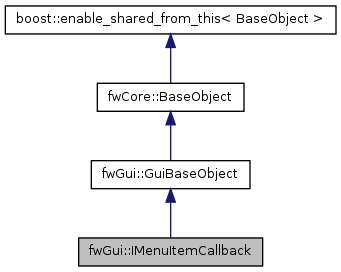 boost::enable_shared_from_this< BaseObject >
fwCore::BaseObject
fwGui::GuiBaseObject
fwGui::IMenuItemCallback